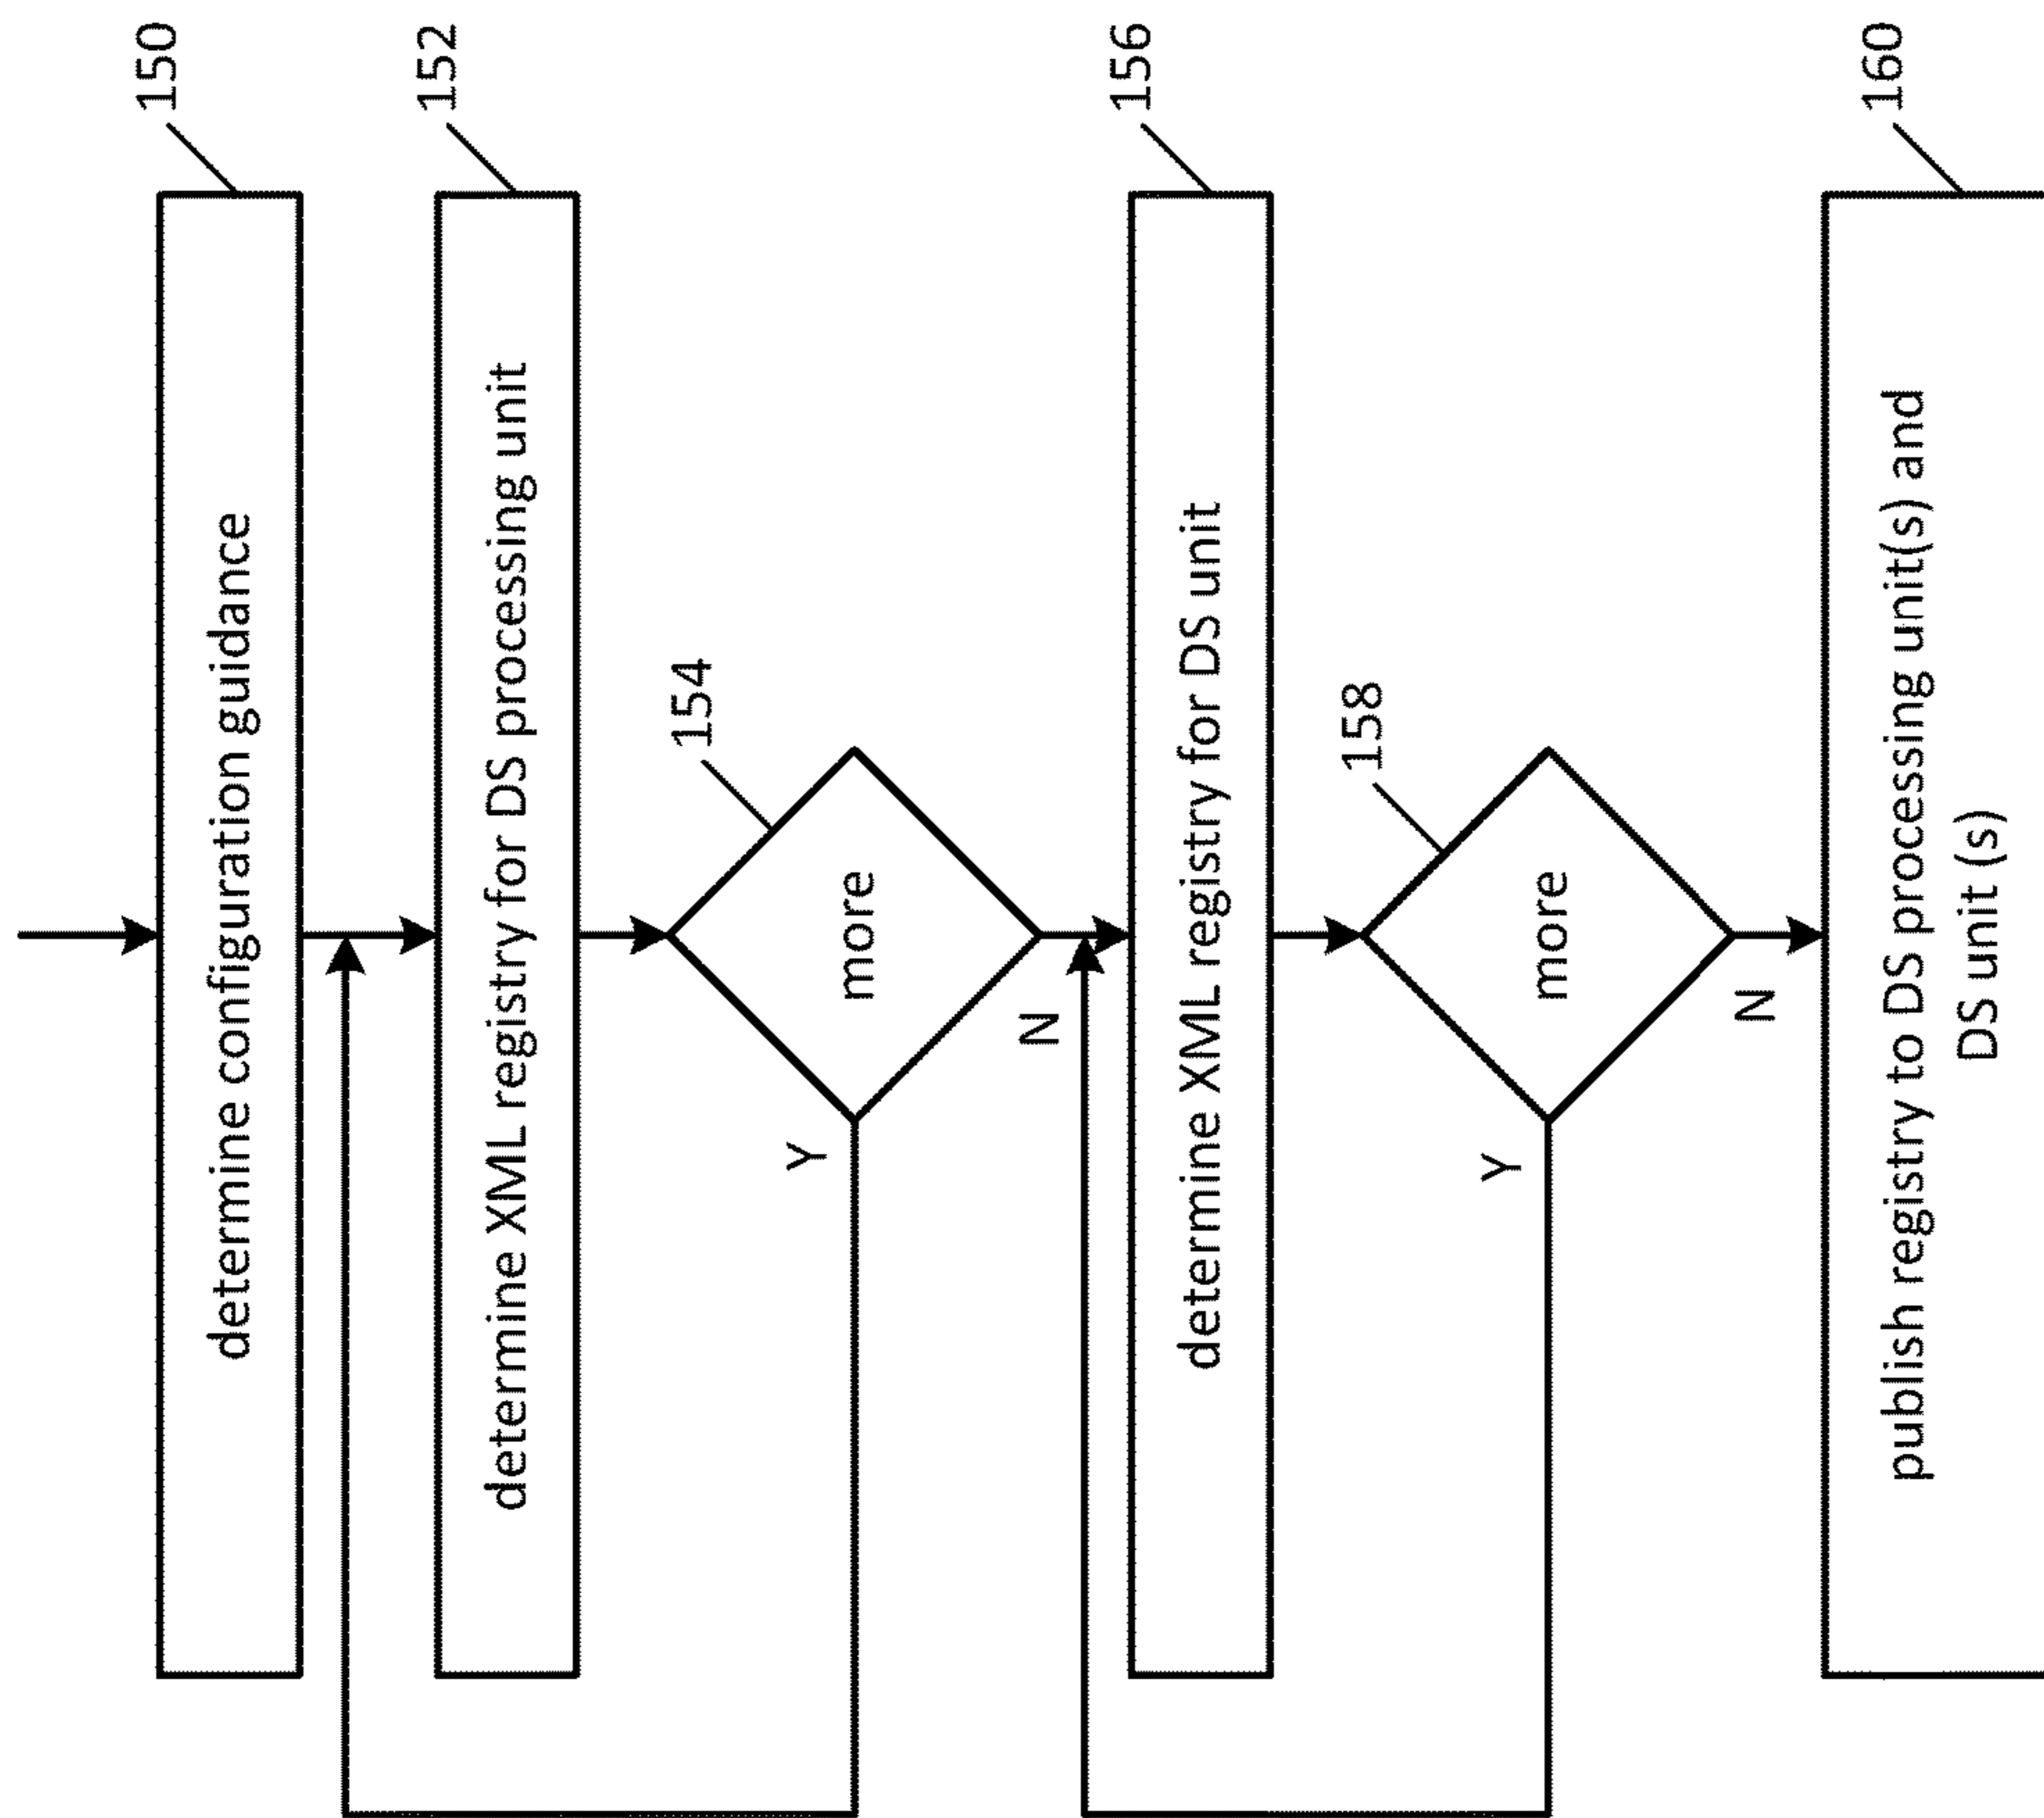 150
determine configuration guidance
152
determine XML registry for DS processing unit
154
more
Y
N
156
determine XML registry for DS unit
158
more
Y
N
160
publish registry to DS processing unit(s) and
DS unit (s)